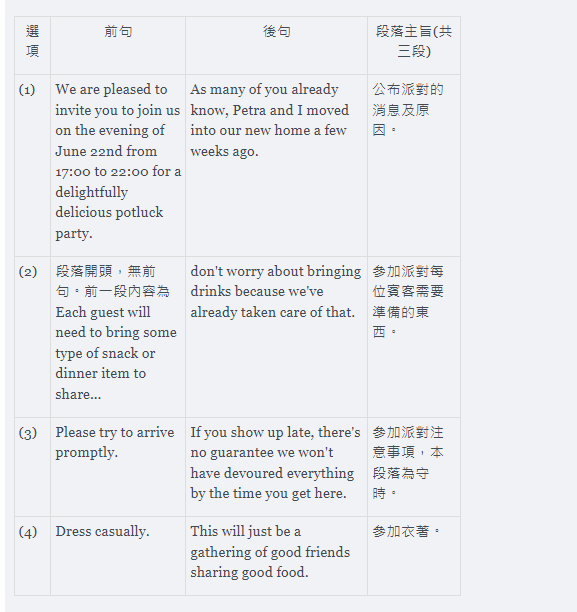 選項 前句 後句 段落主旨(共三段)
(1)
We are pleased to
invite you to join us
on the evening of
June 22nd from
17:00 to 22:00 for a
delightfully
delicious potluck
party.
As many of you already
know, Petra and I moved
into our new home a few
weeks ago.
公布派對的
消息及原
因。
(2)
段落開頭，無前
句。前一段內容為
Each guest will
need to bring some
type of snack or
dinner item to
share...
don't worry about bringing
drinks because we've
already taken care of that.
參加派對每
位賓客需要
準備的東
西。
(3)
Please try to arrive
promptly.
If you show up late, there's
no guarantee we won't
have devoured everything
by the time you get here.
參加派對注
意事項，本
段落為守
時。
(4)
Dress casually.
This will just be a
gathering of good friends
sharing good food.
參加衣著。